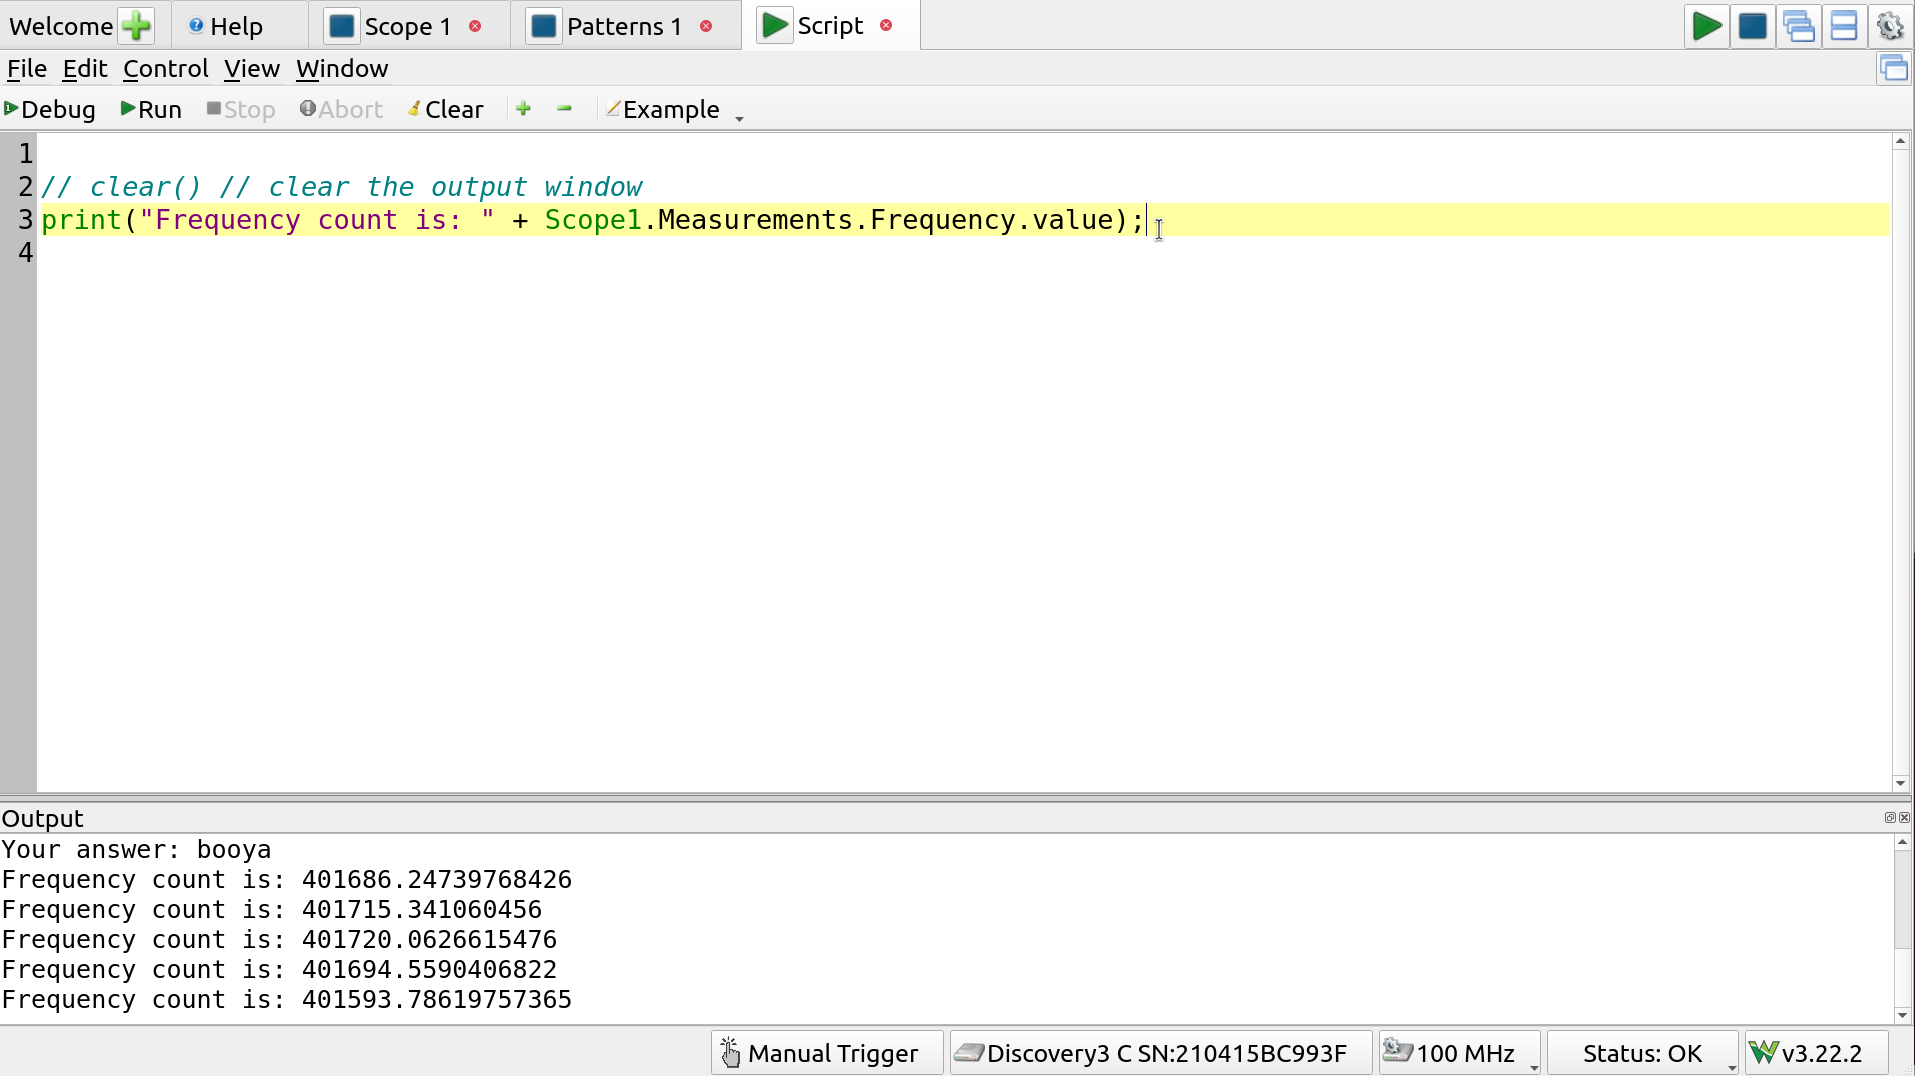 Welcome Help Scope 1 Patterns 1 Script
File Edit Control View Window
Debug Run Stop Abort Clear Example
1
2 // clear() // clear the output window
3 print("Frequency count is: " + Scope1.Measurements.Frequency.value);
4
Output
Your answer: booya
Frequency count is: 401686.24739768426
Frequency count is: 401715.341060456
Frequency count is: 401720.0626615476
Frequency count is: 401694.5590406822
Frequency count is: 401593.78619757365
Manual Trigger Discovery3 C SN:210415BC993F 100 MHz Status: OK v3.22.2